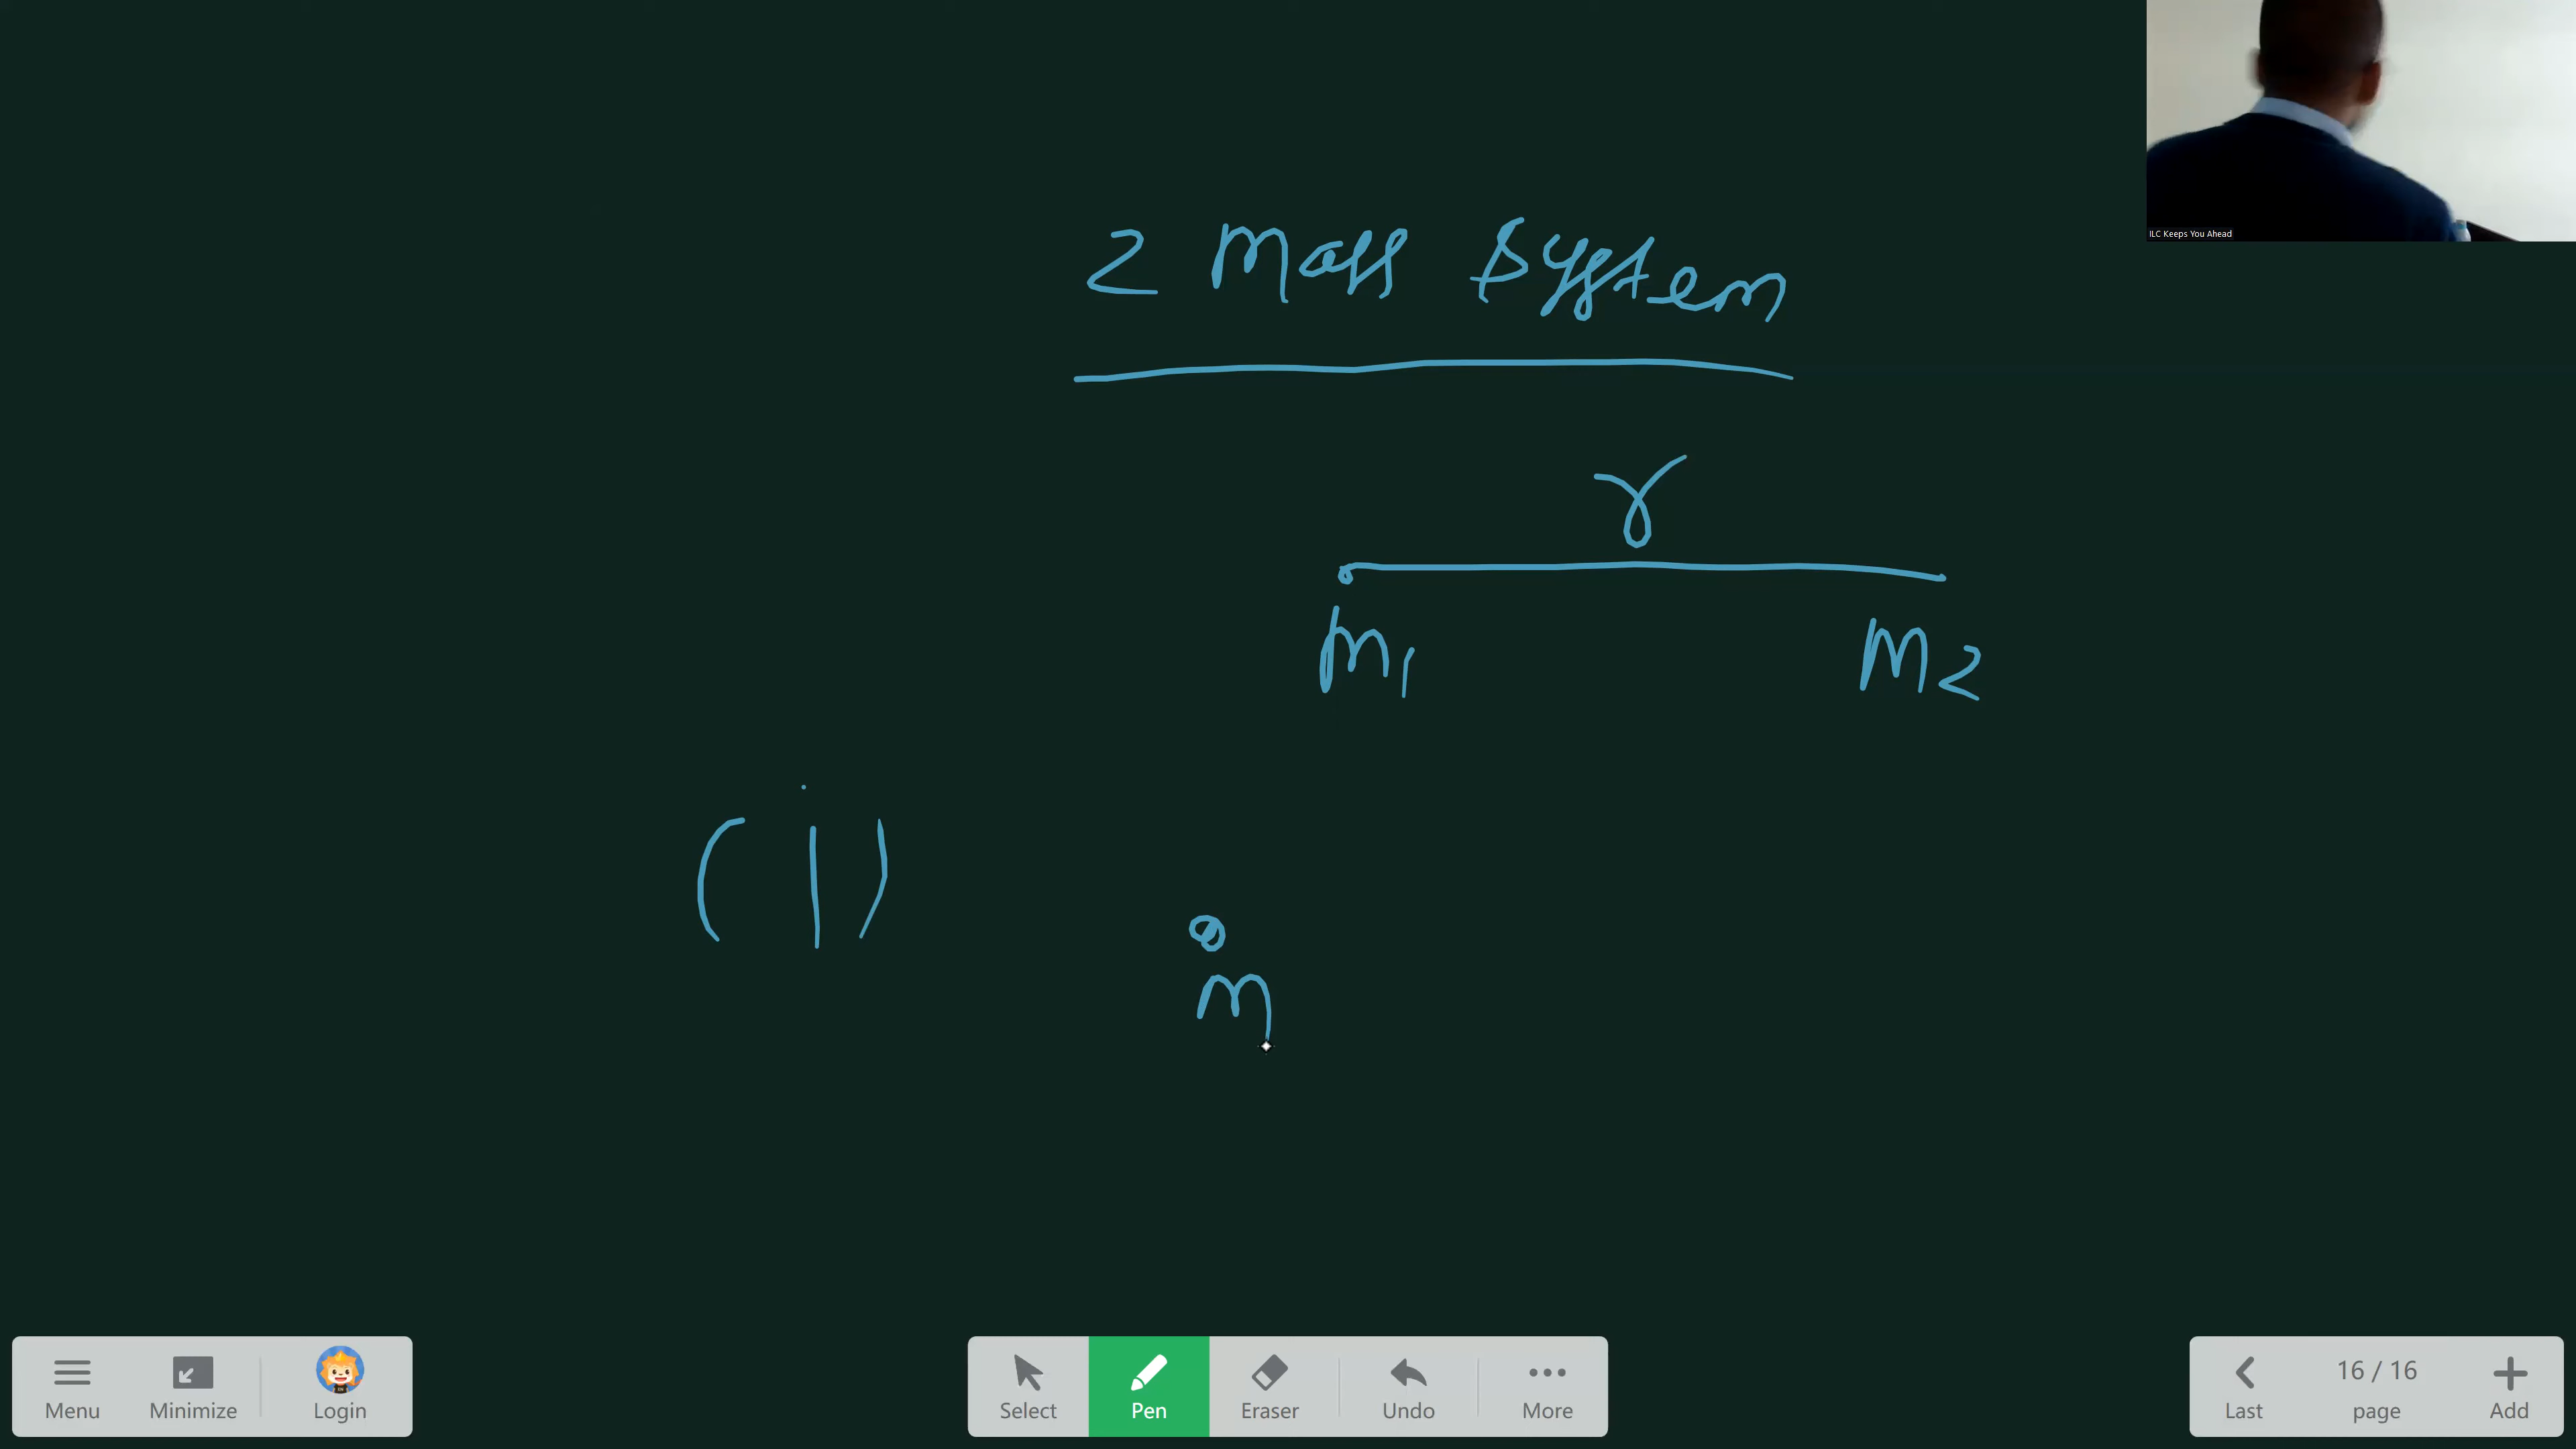 ILC Keeps You Ahead
2 Mass System
r
m1 m2
(i)
m
Menu Minimize Login
Select Pen Eraser Undo More
16 / 16
Last page Add